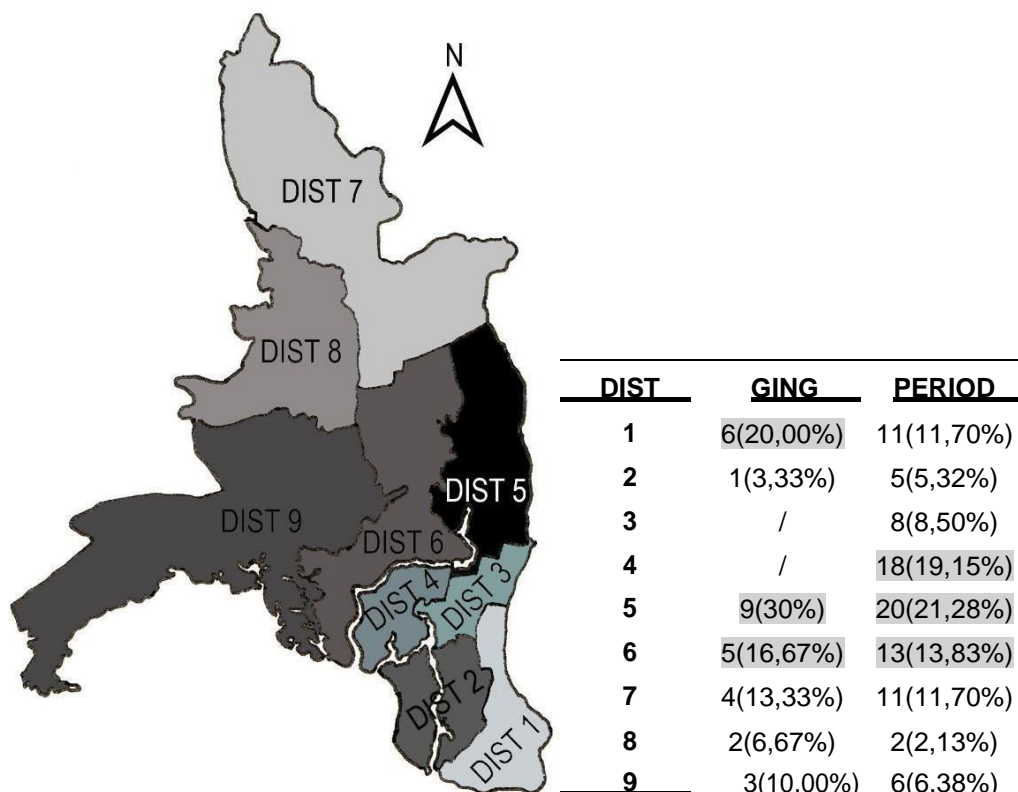 N
DIST 7
DIST 8
DIST 5
DIST 9
DIST 6
DIST 4
DIST 3
DIST 2
DIST 1
DIST GING PERIOD
1 6(20,00%) 11(11,70%)
2 1(3,33%) 5(5,32%)
3 / 8(8,50%)
4 / 18(19,15%)
5 9(30%) 20(21,28%)
6 5(16,67%) 13(13,83%)
7 4(13,33%) 11(11,70%)
8 2(6,67%) 2(2,13%)
9 3(10,00%) 6(6,38%)